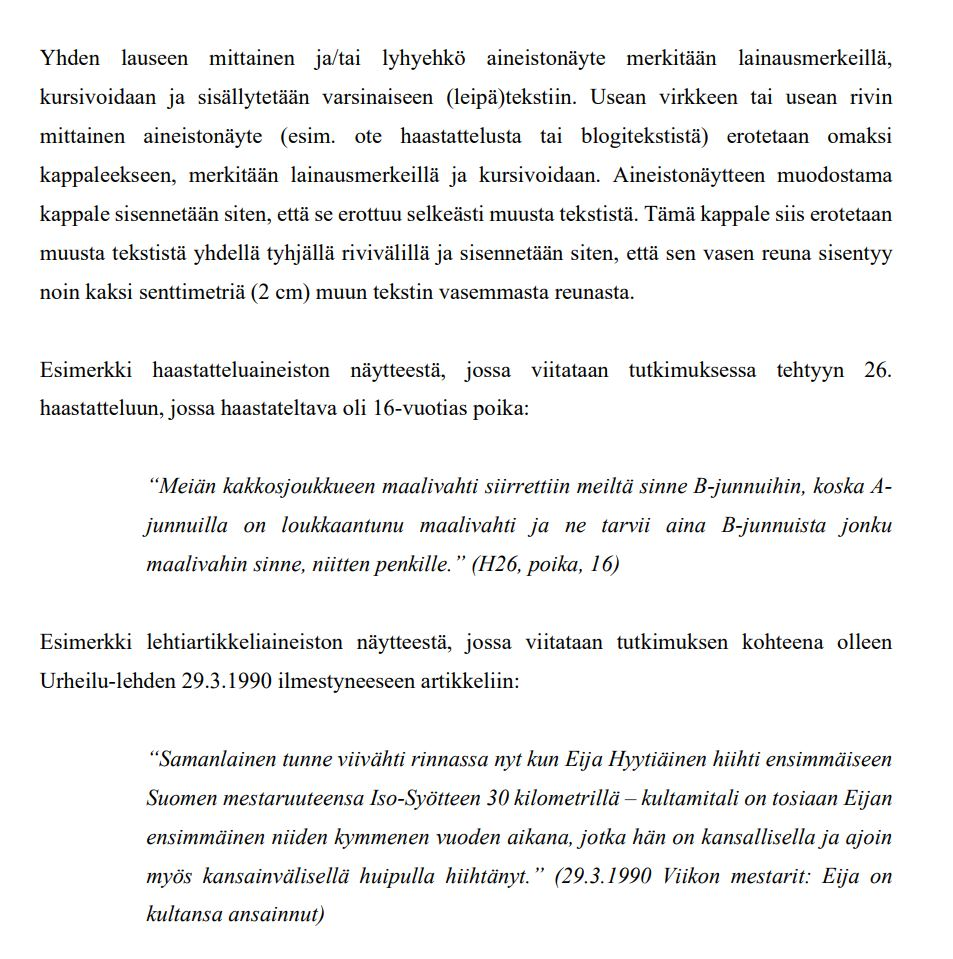 Yhden lauseen mittainen ja/tai lyhyehkö aineistonäyte merkitään lainausmerkeillä,
kursivoidaan ja sisällytetään varsinaiseen (leipä)tekstiin. Usean virkkeen tai usean rivin
mittainen aineistonäyte (esim. ote haastattelusta tai blogitekstistä) erotetaan omaksi
kappaleekseen, merkitään lainausmerkeillä ja kursivoidaan. Aineistonäytteen muodostama
kappale sisennetään siten, että se erottuu selkeästi muusta tekstistä. Tämä kappale siis erotetaan
muusta tekstistä yhdellä tyhjällä rivivälillä ja sisennetään siten, että sen vasen reuna sisentyy
noin kaksi senttimetriä (2 cm) muun tekstin vasemmasta reunasta.
Esimerkki haastatteluaineiston näytteestä, jossa viitataan tutkimuksessa tehtyyn 26.
haastatteluun, jossa haastateltava oli 16-vuotias poika:
“Meiän kakkosjoukkueen maalivahti siirrettiin meiltä sinne B-junnuihin, koska A-
junnuilla on loukkaantunu maalivahti ja ne tarvii aina B-junnuista jonku
maalivahin sinne, niitten penkille.” (H26, poika, 16)
Esimerkki lehtiartikkeliaineiston näytteestä, jossa viitataan tutkimuksen kohteena olleen
Urheilu-lehden 29.3.1990 ilmestyneeseen artikkeliin:
“Samanlainen tunne viivähti rinnassa nyt kun Eija Hyytiäinen hiihti ensimmäiseen
Suomen mestaruuteensa Iso-Syötteen 30 kilometrillä – kultamitali on tosiaan Eijan
ensimmäinen niiden kymmenen vuoden aikana, jotka hän on kansallisella ja ajoin
myös kansainvälisellä huipulla hiihtänyt.” (29.3.1990 Viikon mestarit: Eija on
kultansa ansainnut)